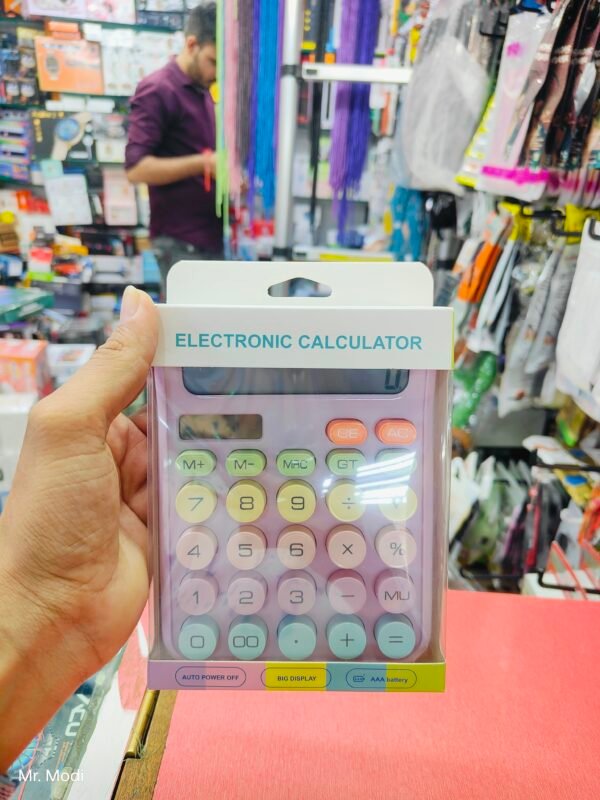 ELECTRONIC CALCULATOR
0
CE AC
M+ M- MRC GT
7 8 9 ÷ √
4 5 6 × %
1 2 3 − MU
0 00 · + =
AUTO POWER OFF BIG DISPLAY AAA battery
Mr. Modi